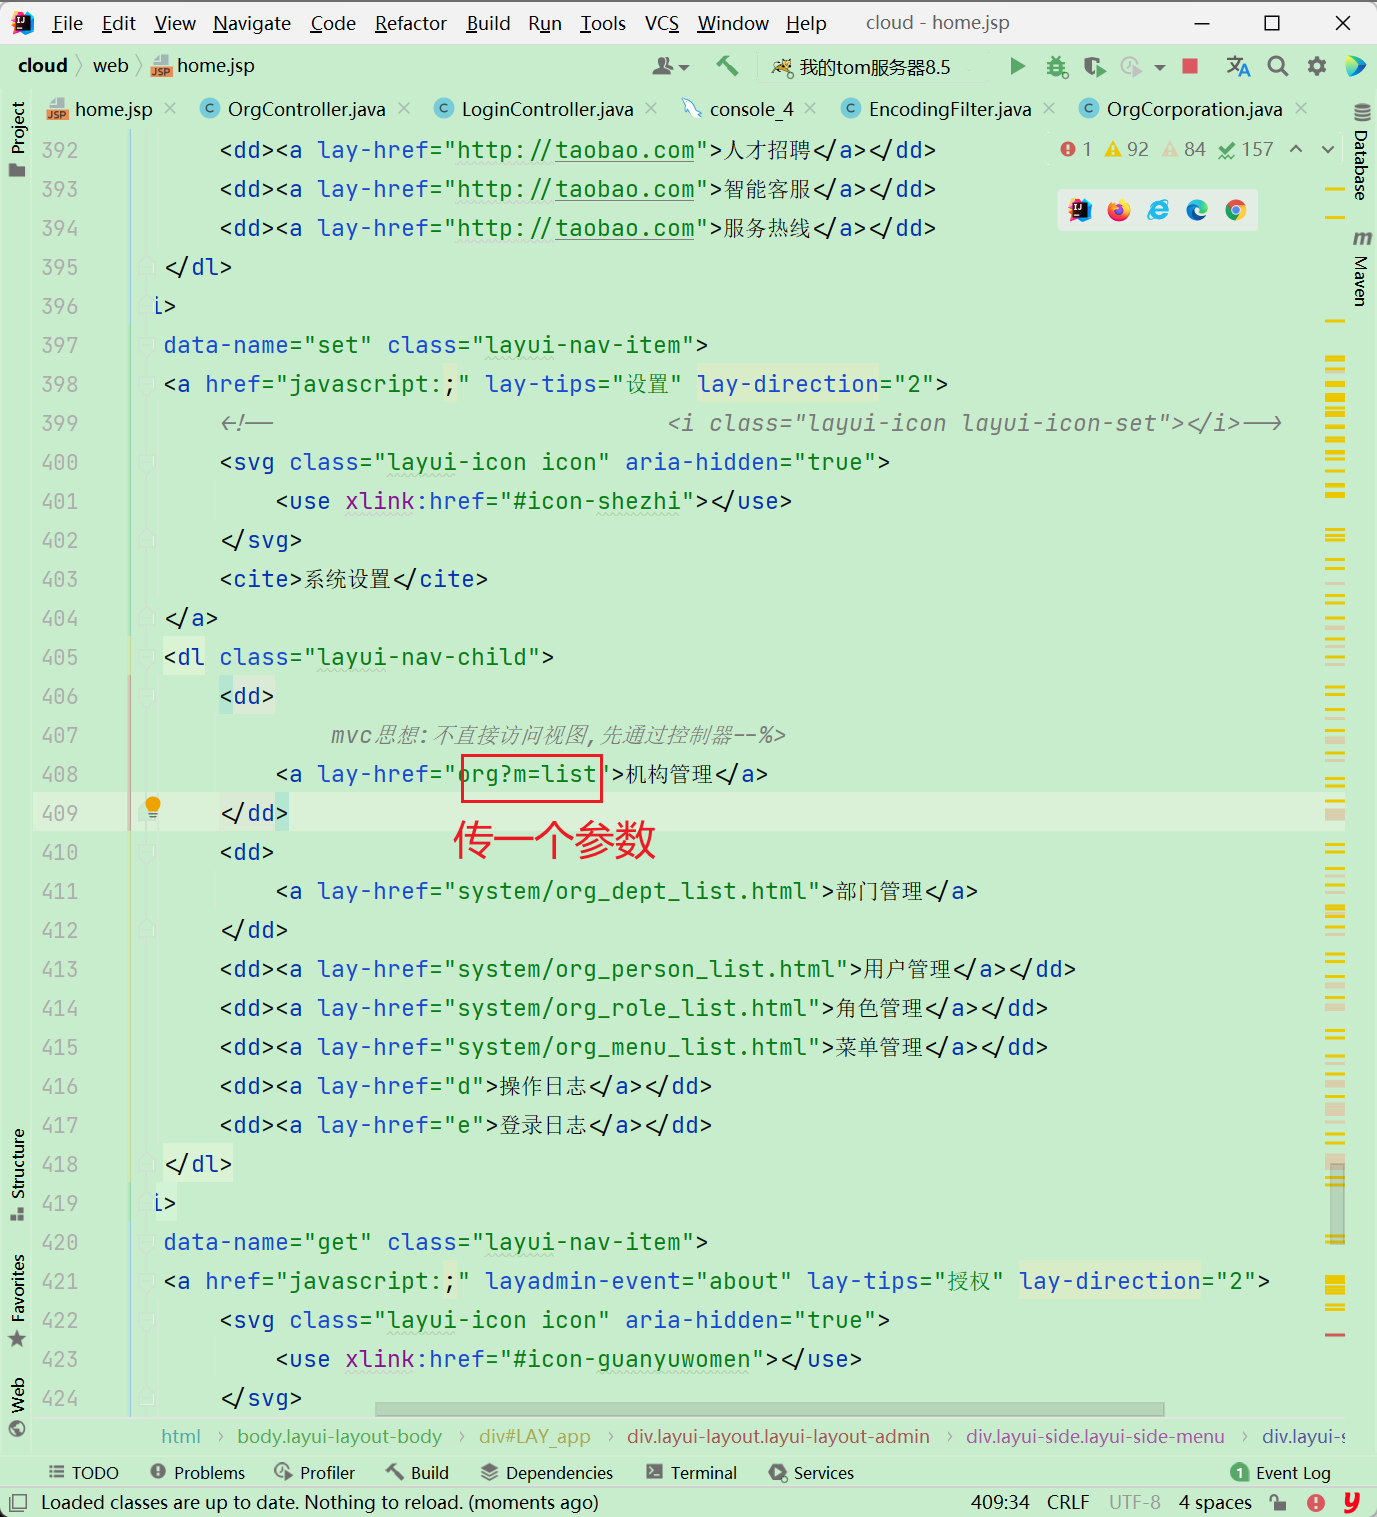 File Edit View Navigate Code Refactor Build Run Tools VCS Window Help cloud - home.jsp
cloud web home.jsp 我的tom服务器8.5
home.jsp OrgController.java LoginController.java console_4 EncodingFilter.java OrgCorporation.java
1 92 84 157
392 <dd><a lay-href="http://taobao.com">人才招聘</a></dd>
393 <dd><a lay-href="http://taobao.com">智能客服</a></dd>
394 <dd><a lay-href="http://taobao.com">服务热线</a></dd>
395 </dl>
396 i>
397 data-name="set" class="layui-nav-item">
398 <a href="javascript:;" lay-tips="设置" lay-direction="2">
399 <!-- <i class="layui-icon layui-icon-set"></i>-->
400 <svg class="layui-icon icon" aria-hidden="true">
401 <use xlink:href="#icon-shezhi"></use>
402 </svg>
403 <cite>系统设置</cite>
404 </a>
405 <dl class="layui-nav-child">
406 <dd>
407 mvc思想:不直接访问视图,先通过控制器--%>
408 <a lay-href="org?m=list">机构管理</a>
409 </dd>
传一个参数
410 <dd>
411 <a lay-href="system/org_dept_list.html">部门管理</a>
412 </dd>
413 <dd><a lay-href="system/org_person_list.html">用户管理</a></dd>
414 <dd><a lay-href="system/org_role_list.html">角色管理</a></dd>
415 <dd><a lay-href="system/org_menu_list.html">菜单管理</a></dd>
416 <dd><a lay-href="d">操作日志</a></dd>
417 <dd><a lay-href="e">登录日志</a></dd>
418 </dl>
419 i>
420 data-name="get" class="layui-nav-item">
421 <a href="javascript:;" layadmin-event="about" lay-tips="授权" lay-direction="2">
422 <svg class="layui-icon icon" aria-hidden="true">
423 <use xlink:href="#icon-guanyuwomen"></use>
424 </svg>
Project
Structure
Favorites
Web
Database
Maven
html body.layui-layout-body div#LAY_app div.layui-layout.layui-layout-admin div.layui-side.layui-side-menu div.layui-s
TODO Problems Profiler Build Dependencies Terminal Services 1 Event Log
Loaded classes are up to date. Nothing to reload. (moments ago) 409:34 CRLF UTF-8 4 spaces